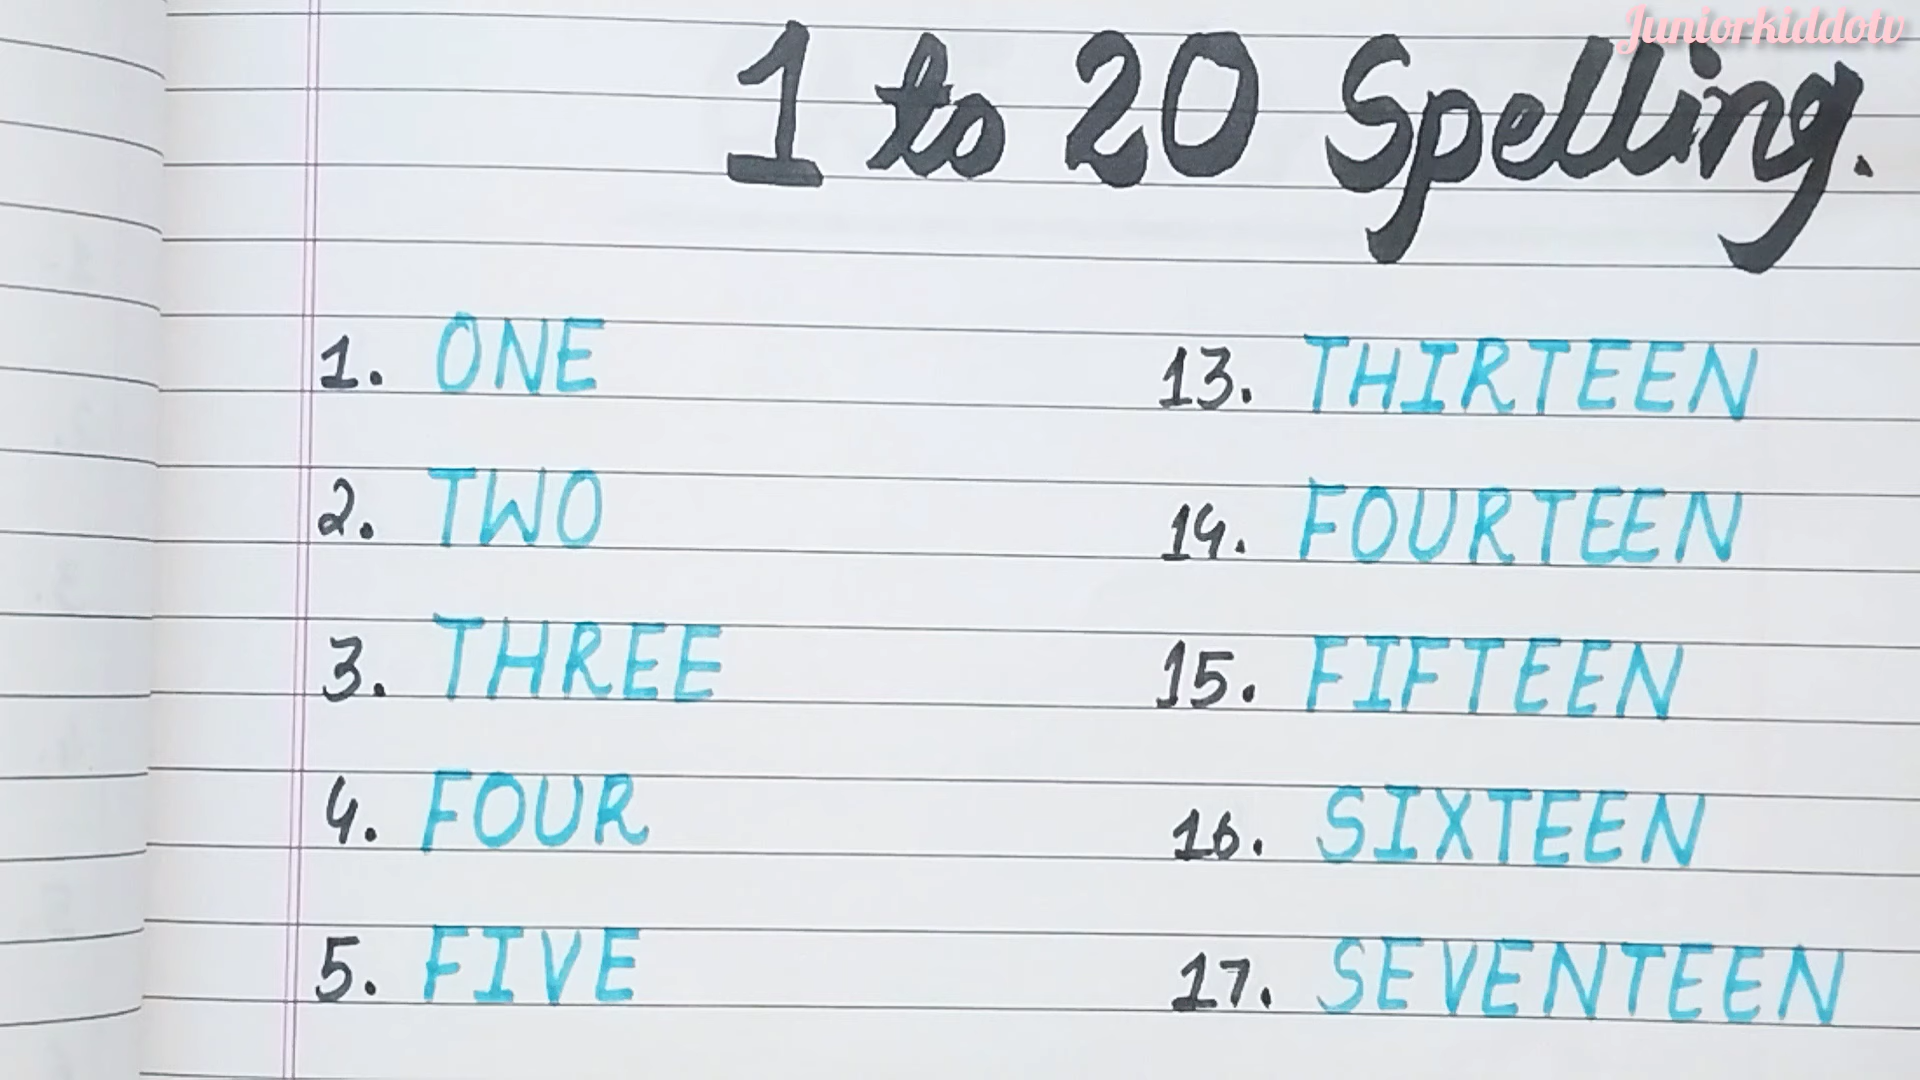 Juniorkiddotv
1 to 20 Spelling.
1. ONE
2. TWO
3. THREE
4. FOUR
5. FIVE
13. THIRTEEN
14. FOURTEEN
15. FIFTEEN
16. SIXTEEN
17. SEVENTEEN